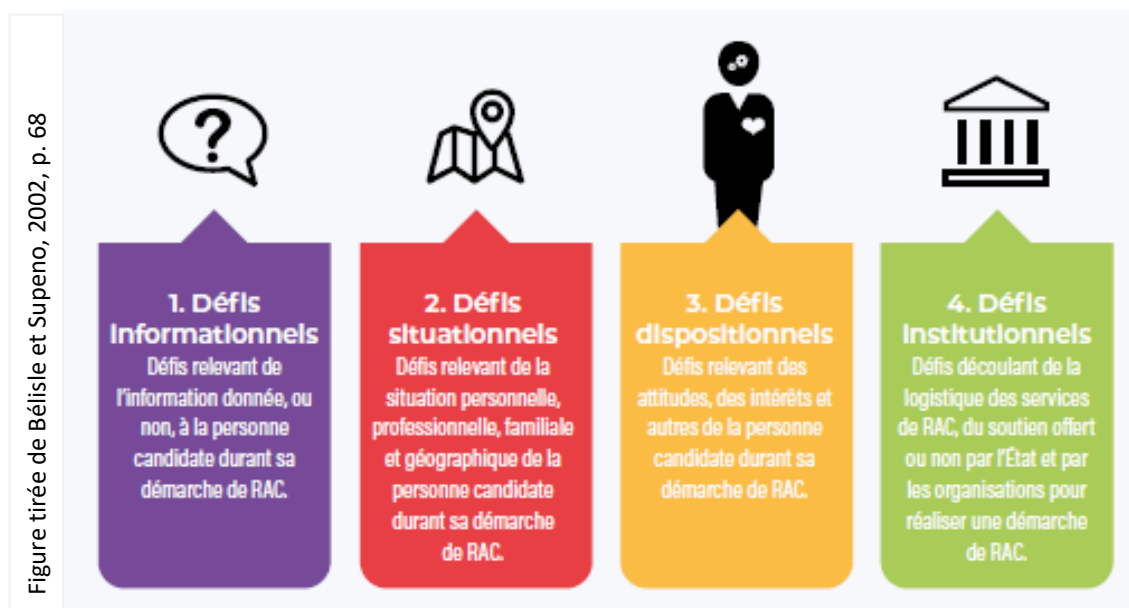 Figure tirée de Bélisle et Supeno, 2002, p. 68
?
1. Défis
informationnels
Défis relevant de
l'information donnée, ou
non, à la personne
candidate durant sa
démarche de RAC.
2. Défis
situationnels
Défis relevant de la
situation personnelle,
professionnelle, familiale
et géographique de la
personne candidate
durant sa démarche
de RAC.
3. Défis
dispositionnels
Défis relevant des
attitudes, des intérêts et
autres de la personne
candidate durant sa
démarche de RAC.
4. Défis
institutionnels
Défis découlant de la
logistique des services
de RAC, du soutien offert
ou non par l'État et par
les organisations pour
réaliser une démarche
de RAC.